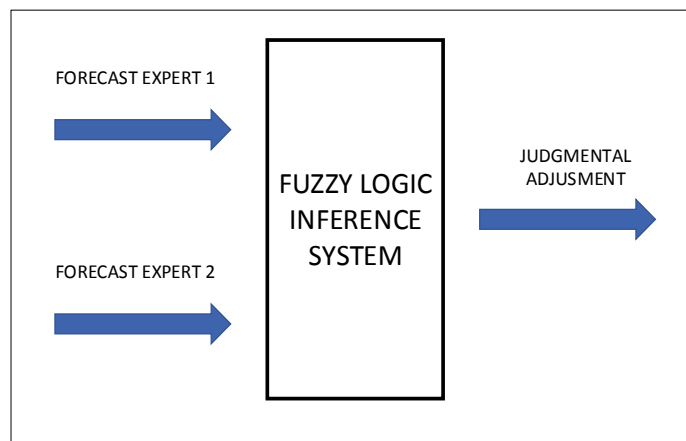 FORECAST EXPERT 1
FORECAST EXPERT 2
FUZZY LOGIC
INFERENCE
SYSTEM
JUDGMENTAL
ADJUSMENT